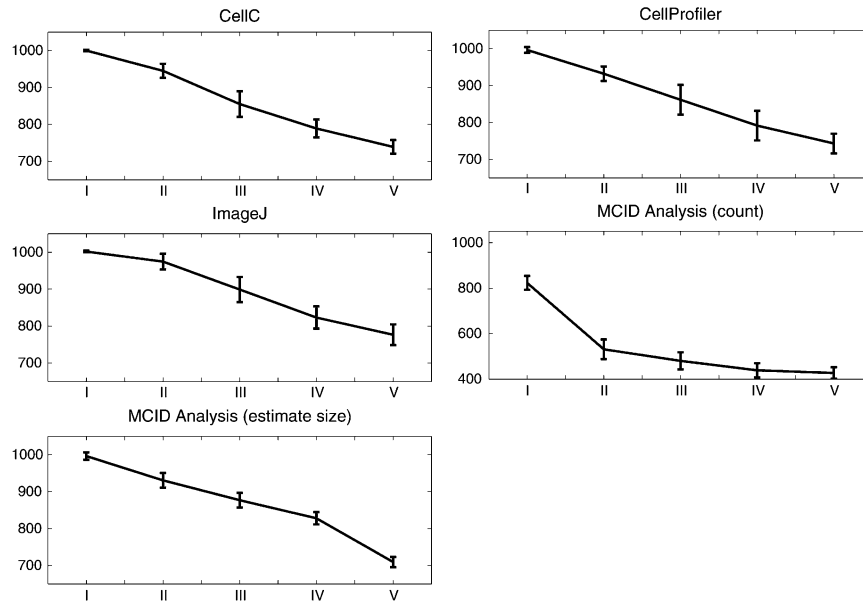 CellC
1000
900
800
700
I II III IV V
CellProfiler
1000
900
800
700
I II III IV V
ImageJ
1000
900
800
700
I II III IV V
MCID Analysis (count)
1000
800
600
400
I II III IV V
MCID Analysis (estimate size)
1000
900
800
700
I II III IV V